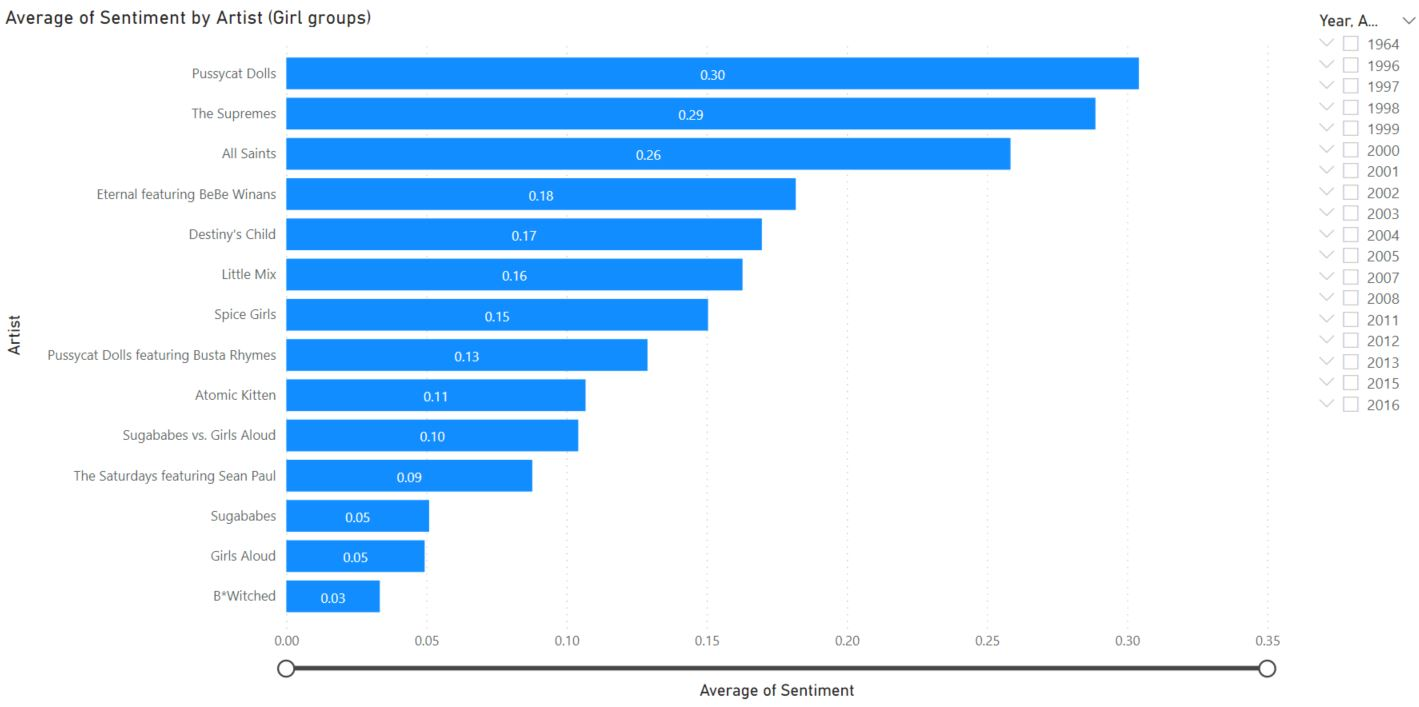 Average of Sentiment by Artist (Girl groups)
Artist
Pussycat Dolls 0.30
The Supremes 0.29
All Saints 0.26
Eternal featuring BeBe Winans 0.18
Destiny's Child 0.17
Little Mix 0.16
Spice Girls 0.15
Pussycat Dolls featuring Busta Rhymes 0.13
Atomic Kitten 0.11
Sugababes vs. Girls Aloud 0.10
The Saturdays featuring Sean Paul 0.09
Sugababes 0.05
Girls Aloud 0.05
B*Witched 0.03
0.00 0.05 0.10 0.15 0.20 0.25 0.30 0.35
Average of Sentiment
Year, A...
1964
1996
1997
1998
1999
2000
2001
2002
2003
2004
2005
2007
2008
2011
2012
2013
2015
2016